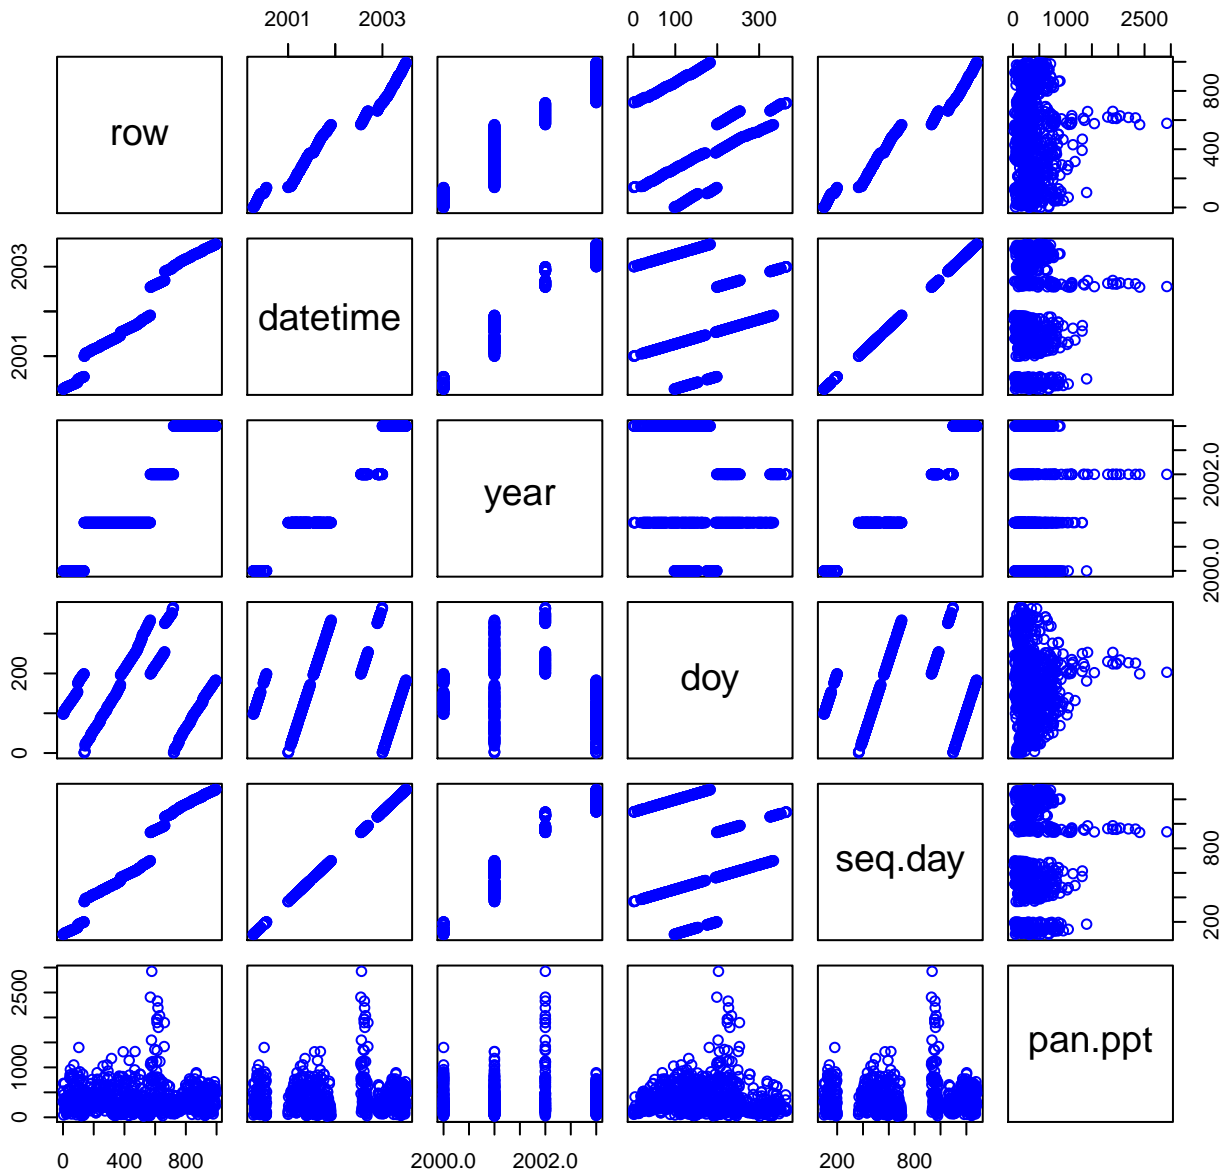 2001 2003 0 100 300 0 1000 2500
row 0 400 800
2001 2003 datetime
year 2000.0 2002.0
0 200 doy
seq.day 200 800
0 1000 2500 pan.ppt
0 400 800 2000.0 2002.0 200 800